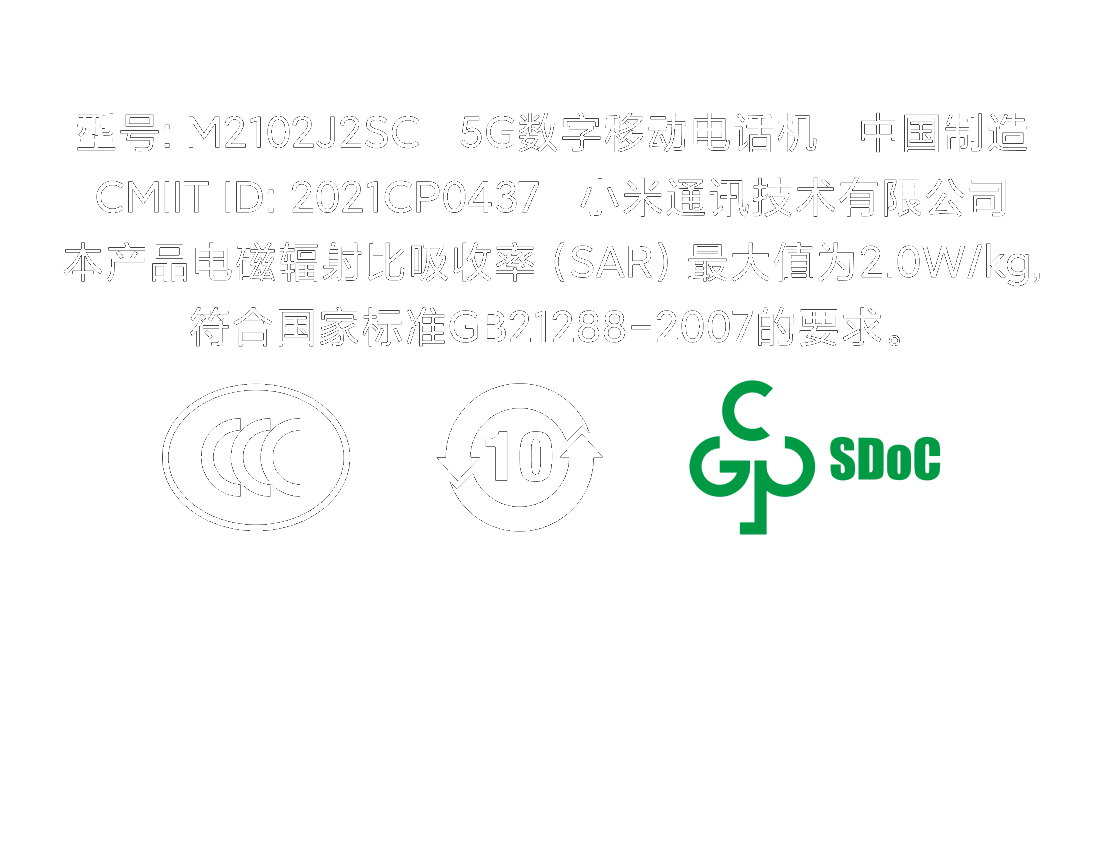 型号: M2102J2SC 5G数字移动电话机 中国制造
CMIIT ID: 2021CP0437 小米通讯技术有限公司
本产品电磁辐射比吸收率 (SAR) 最大值为2.0W/kg,
符合国家标准GB21288-2007的要求。
CCC
10
CGP SDoC